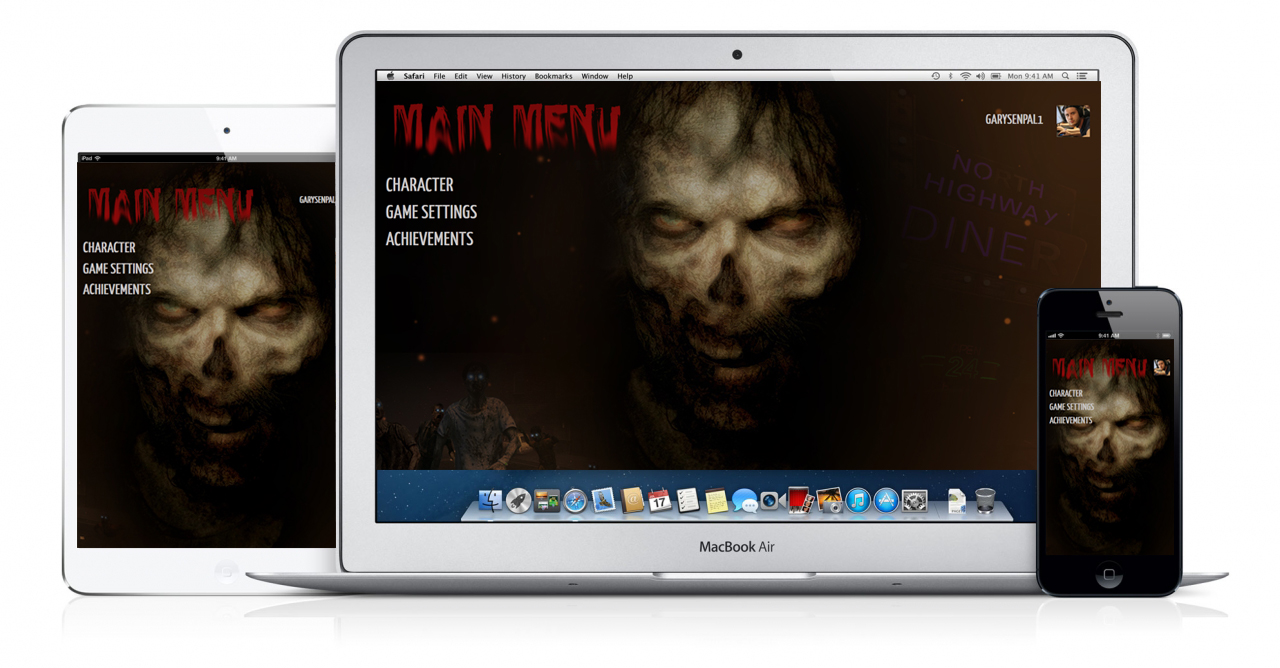 Safari File Edit View History Bookmarks Window Help
Mon 9:41 AM
MAIN MENU
GARYSENPAL1
CHARACTER
GAME SETTINGS
ACHIEVEMENTS
NORTH
HIGHWAY
DINER
24
17
MacBook Air
iPad
9:41 AM
MAIN MENU
GARYSENPAL
CHARACTER
GAME SETTINGS
ACHIEVEMENTS
9:41 AM
MAIN MENU
CHARACTER
GAME SETTINGS
ACHIEVEMENTS